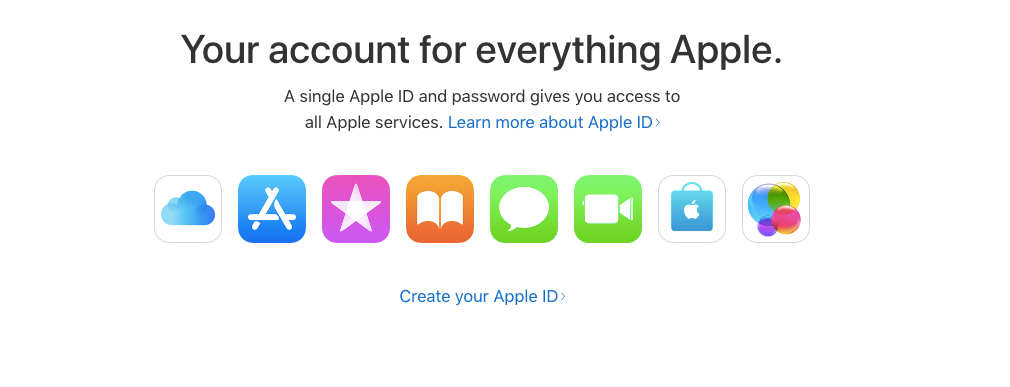 Your account for everything Apple.
A single Apple ID and password gives you access to
all Apple services. Learn more about Apple ID›
Create your Apple ID›